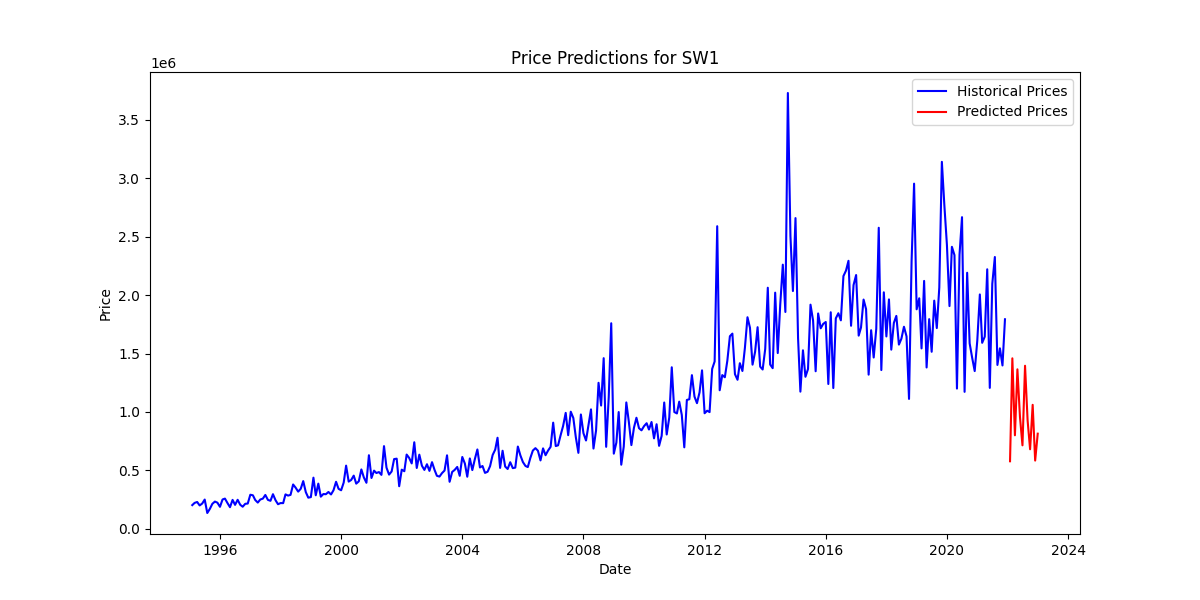 Price Predictions for SW1
1e6
Historical Prices
Predicted Prices
3.5
3.0
2.5
2.0
1.5
1.0
0.5
0.0
Price
1996 2000 2004 2008 2012 2016 2020 2024
Date